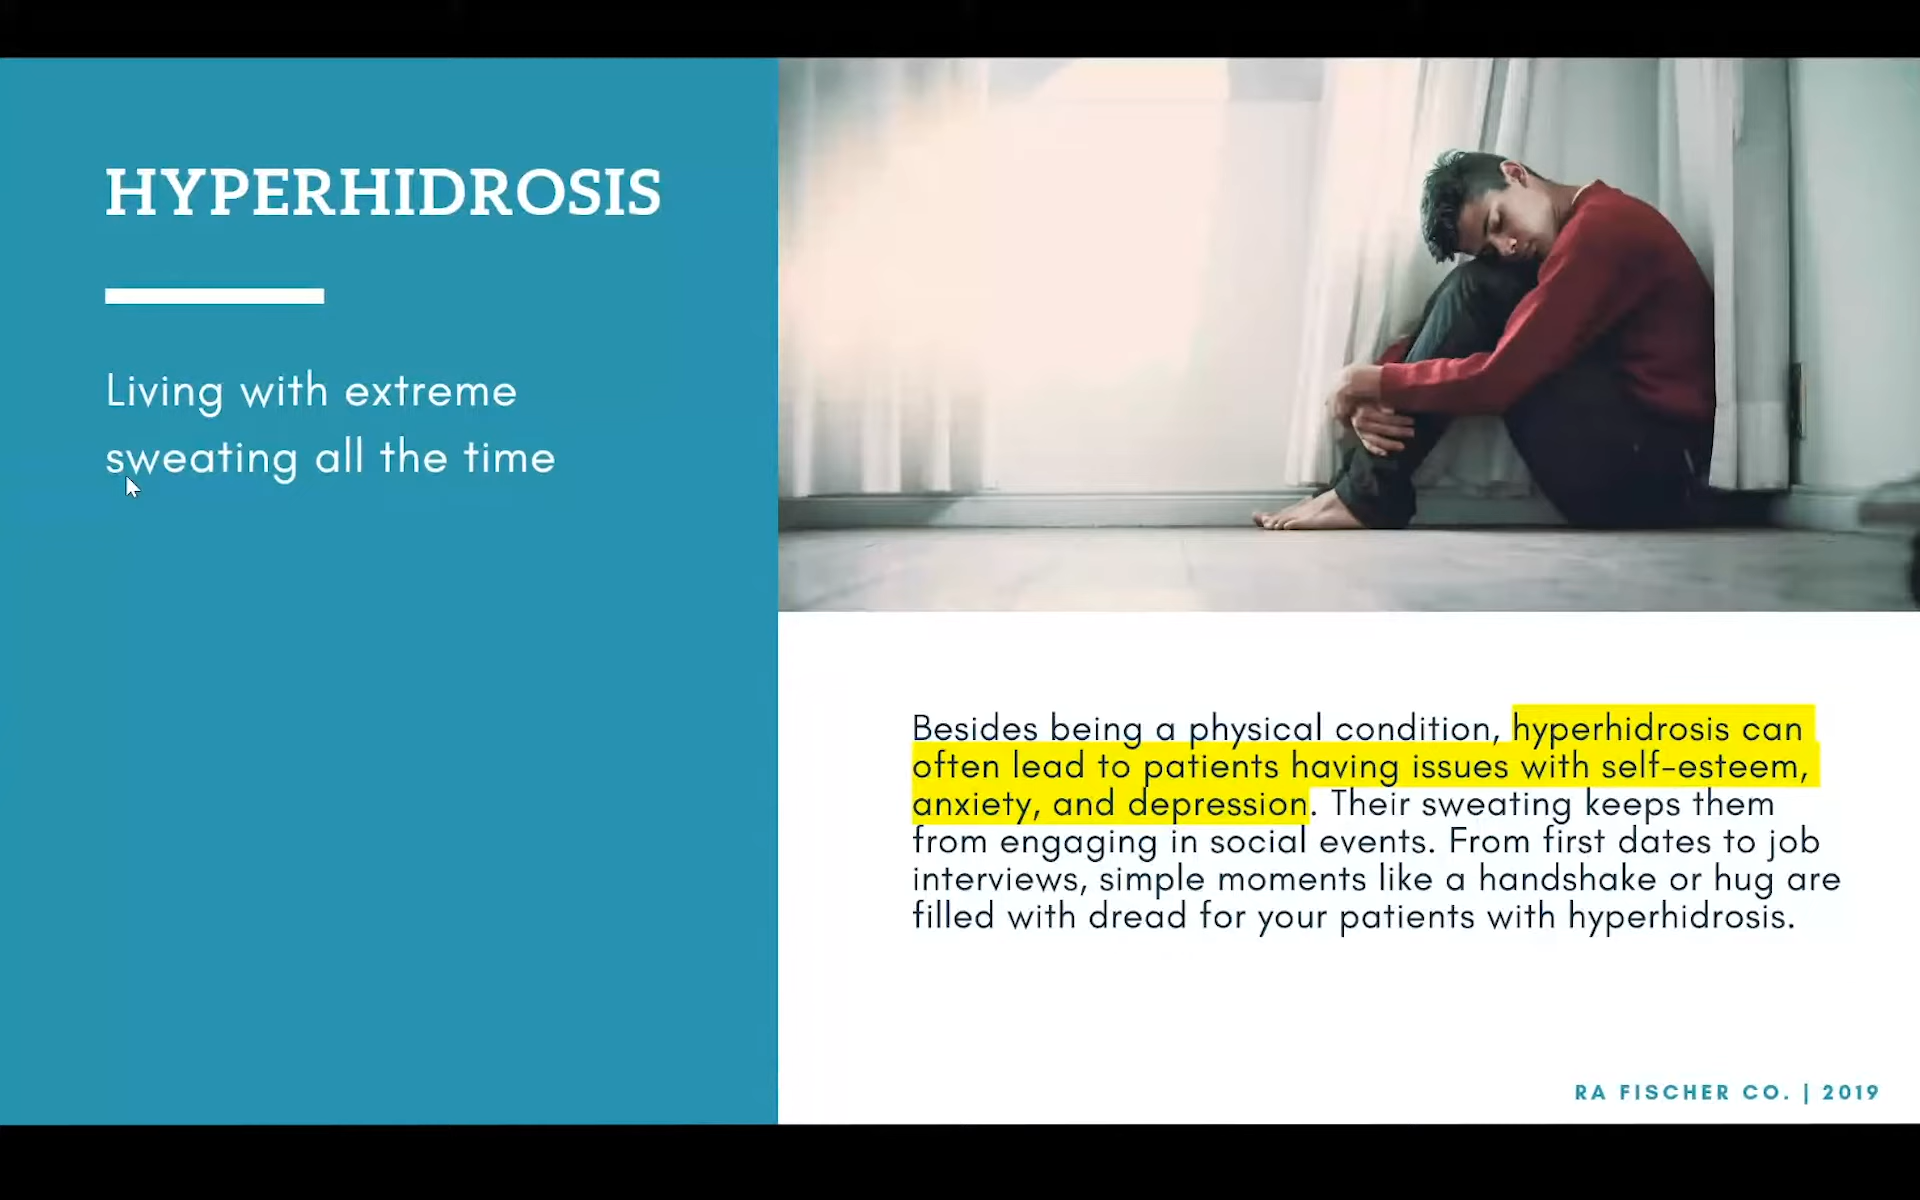 HYPERHIDROSIS
Living with extreme
sweating all the time
Besides being a physical condition, hyperhidrosis can
often lead to patients having issues with self-esteem,
anxiety, and depression. Their sweating keeps them
from engaging in social events. From first dates to job
interviews, simple moments like a handshake or hug are
filled with dread for your patients with hyperhidrosis.
RA FISCHER CO. | 2019